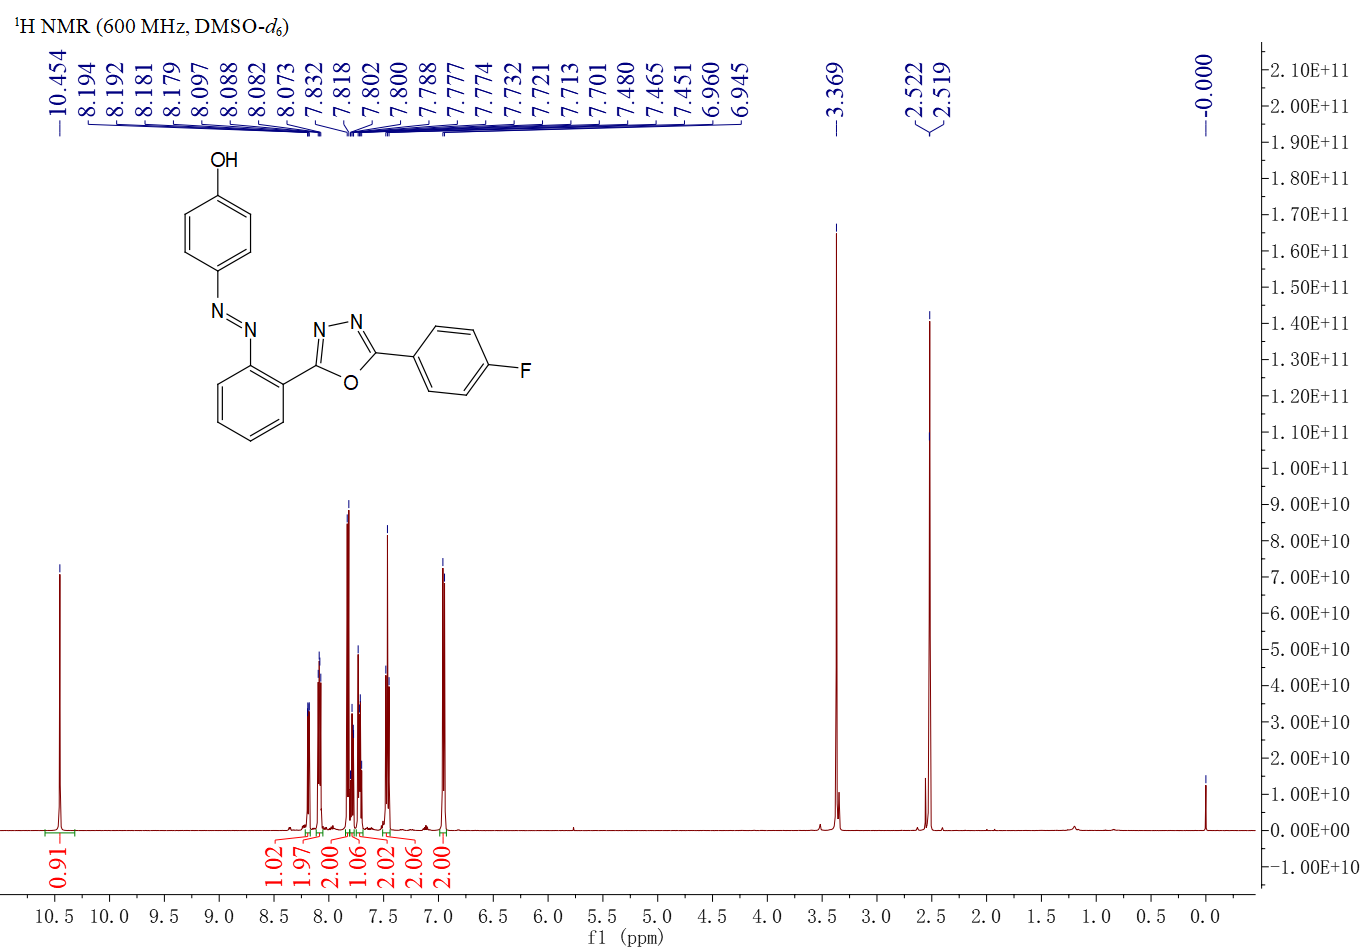 ¹H NMR (600 MHz, DMSO-d₆)
—10.454
8.194
8.192
8.181
8.179
8.097
8.088
8.082
8.073
7.832
7.818
7.802
7.800
7.788
7.777
7.774
7.732
7.721
7.713
7.701
7.480
7.465
7.451
6.960
6.945
—3.369
2.522
2.519
—-0.000
OH
N
N
N
N
O
F
2.10E+11
2.00E+11
1.90E+11
1.80E+11
1.70E+11
1.60E+11
1.50E+11
1.40E+11
1.30E+11
1.20E+11
1.10E+11
1.00E+11
9.00E+10
8.00E+10
7.00E+10
6.00E+10
5.00E+10
4.00E+10
3.00E+10
2.00E+10
1.00E+10
0.00E+00
-1.00E+10
0.91
1.02
1.97
2.00
1.06
2.02
2.06
2.00
10.5 10.0 9.5 9.0 8.5 8.0 7.5 7.0 6.5 6.0 5.5 5.0 4.5 4.0 3.5 3.0 2.5 2.0 1.5 1.0 0.5 0.0
f1 (ppm)